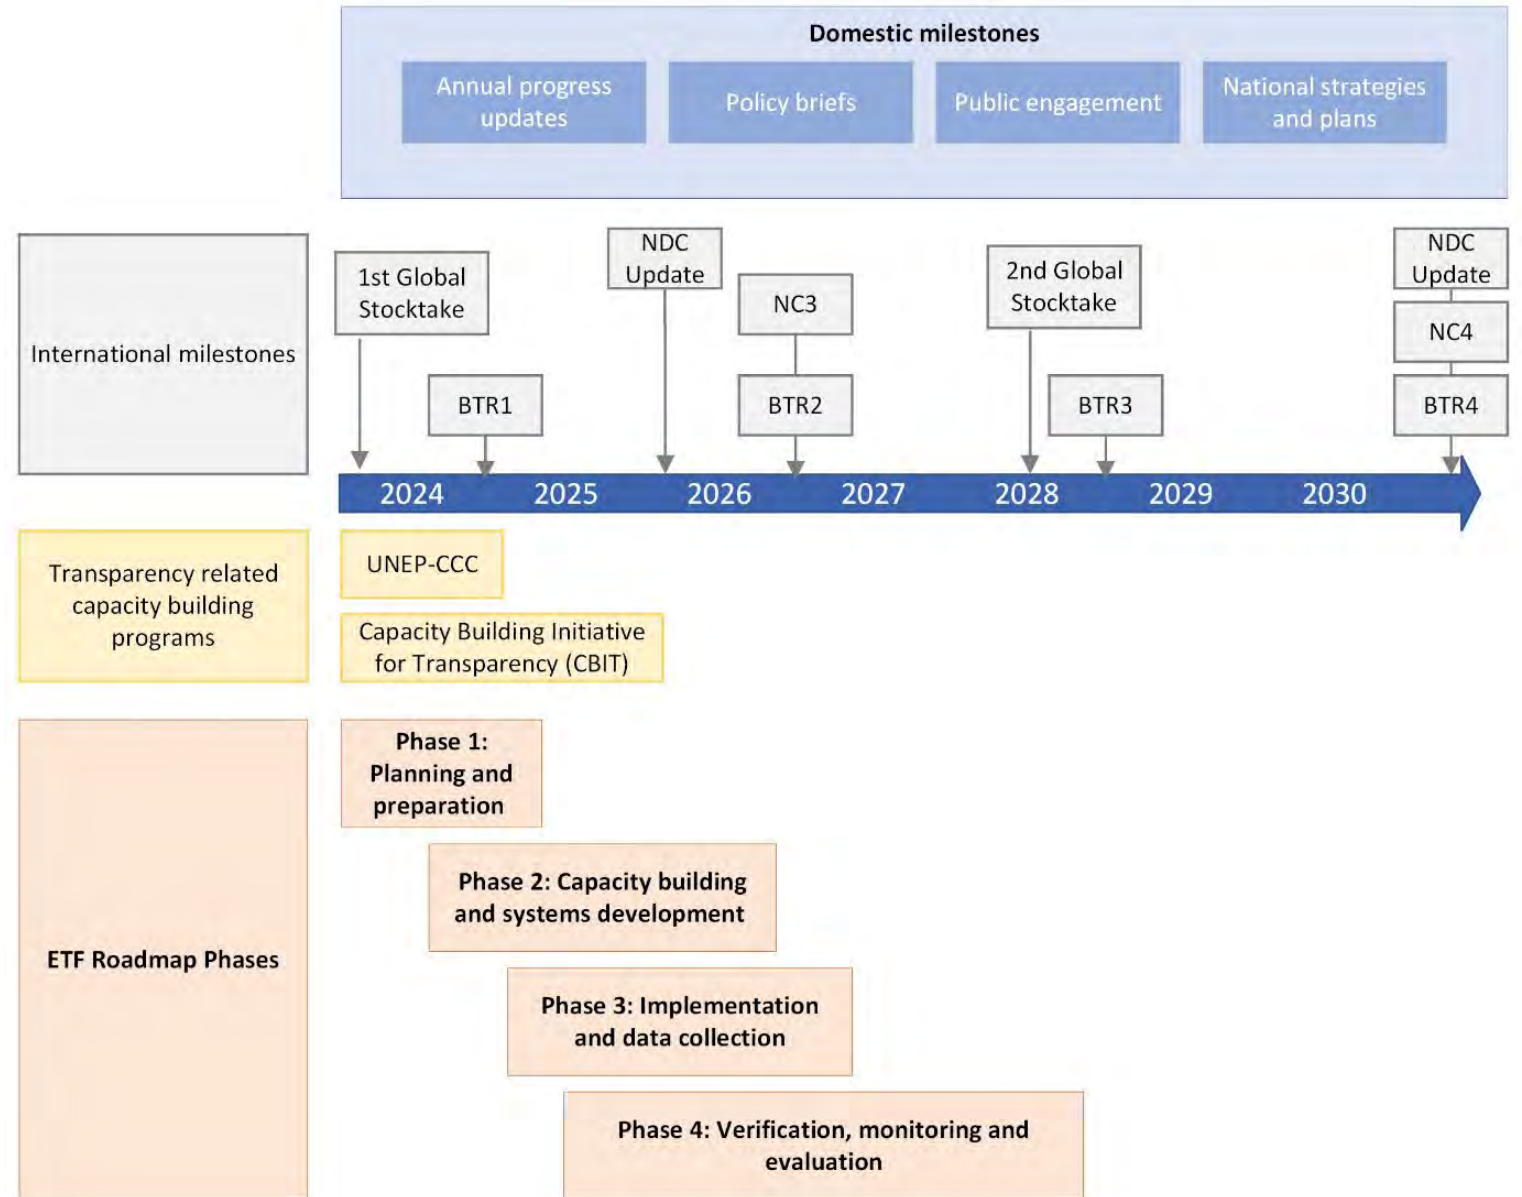 Domestic milestones
Annual progress
updates
Policy briefs
Public engagement
National strategies
and plans
International milestones
1st Global
Stocktake
BTR1
NDC
Update
NC3
BTR2
2nd Global
Stocktake
BTR3
NDC
Update
NC4
BTR4
2024 2025 2026 2027 2028 2029 2030
Transparency related
capacity building
programs
UNEP-CCC
Capacity Building Initiative
for Transparency (CBIT)
ETF Roadmap Phases
Phase 1:
Planning and
preparation
Phase 2: Capacity building
and systems development
Phase 3: Implementation
and data collection
Phase 4: Verification, monitoring and
evaluation